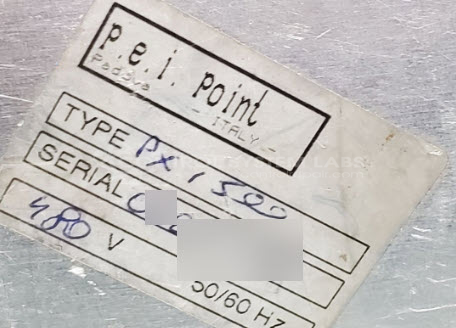 p.e.i. point
Padova
- ITALY -
TYPE PX 1500
SERIAL
480 V
50/60 HZ